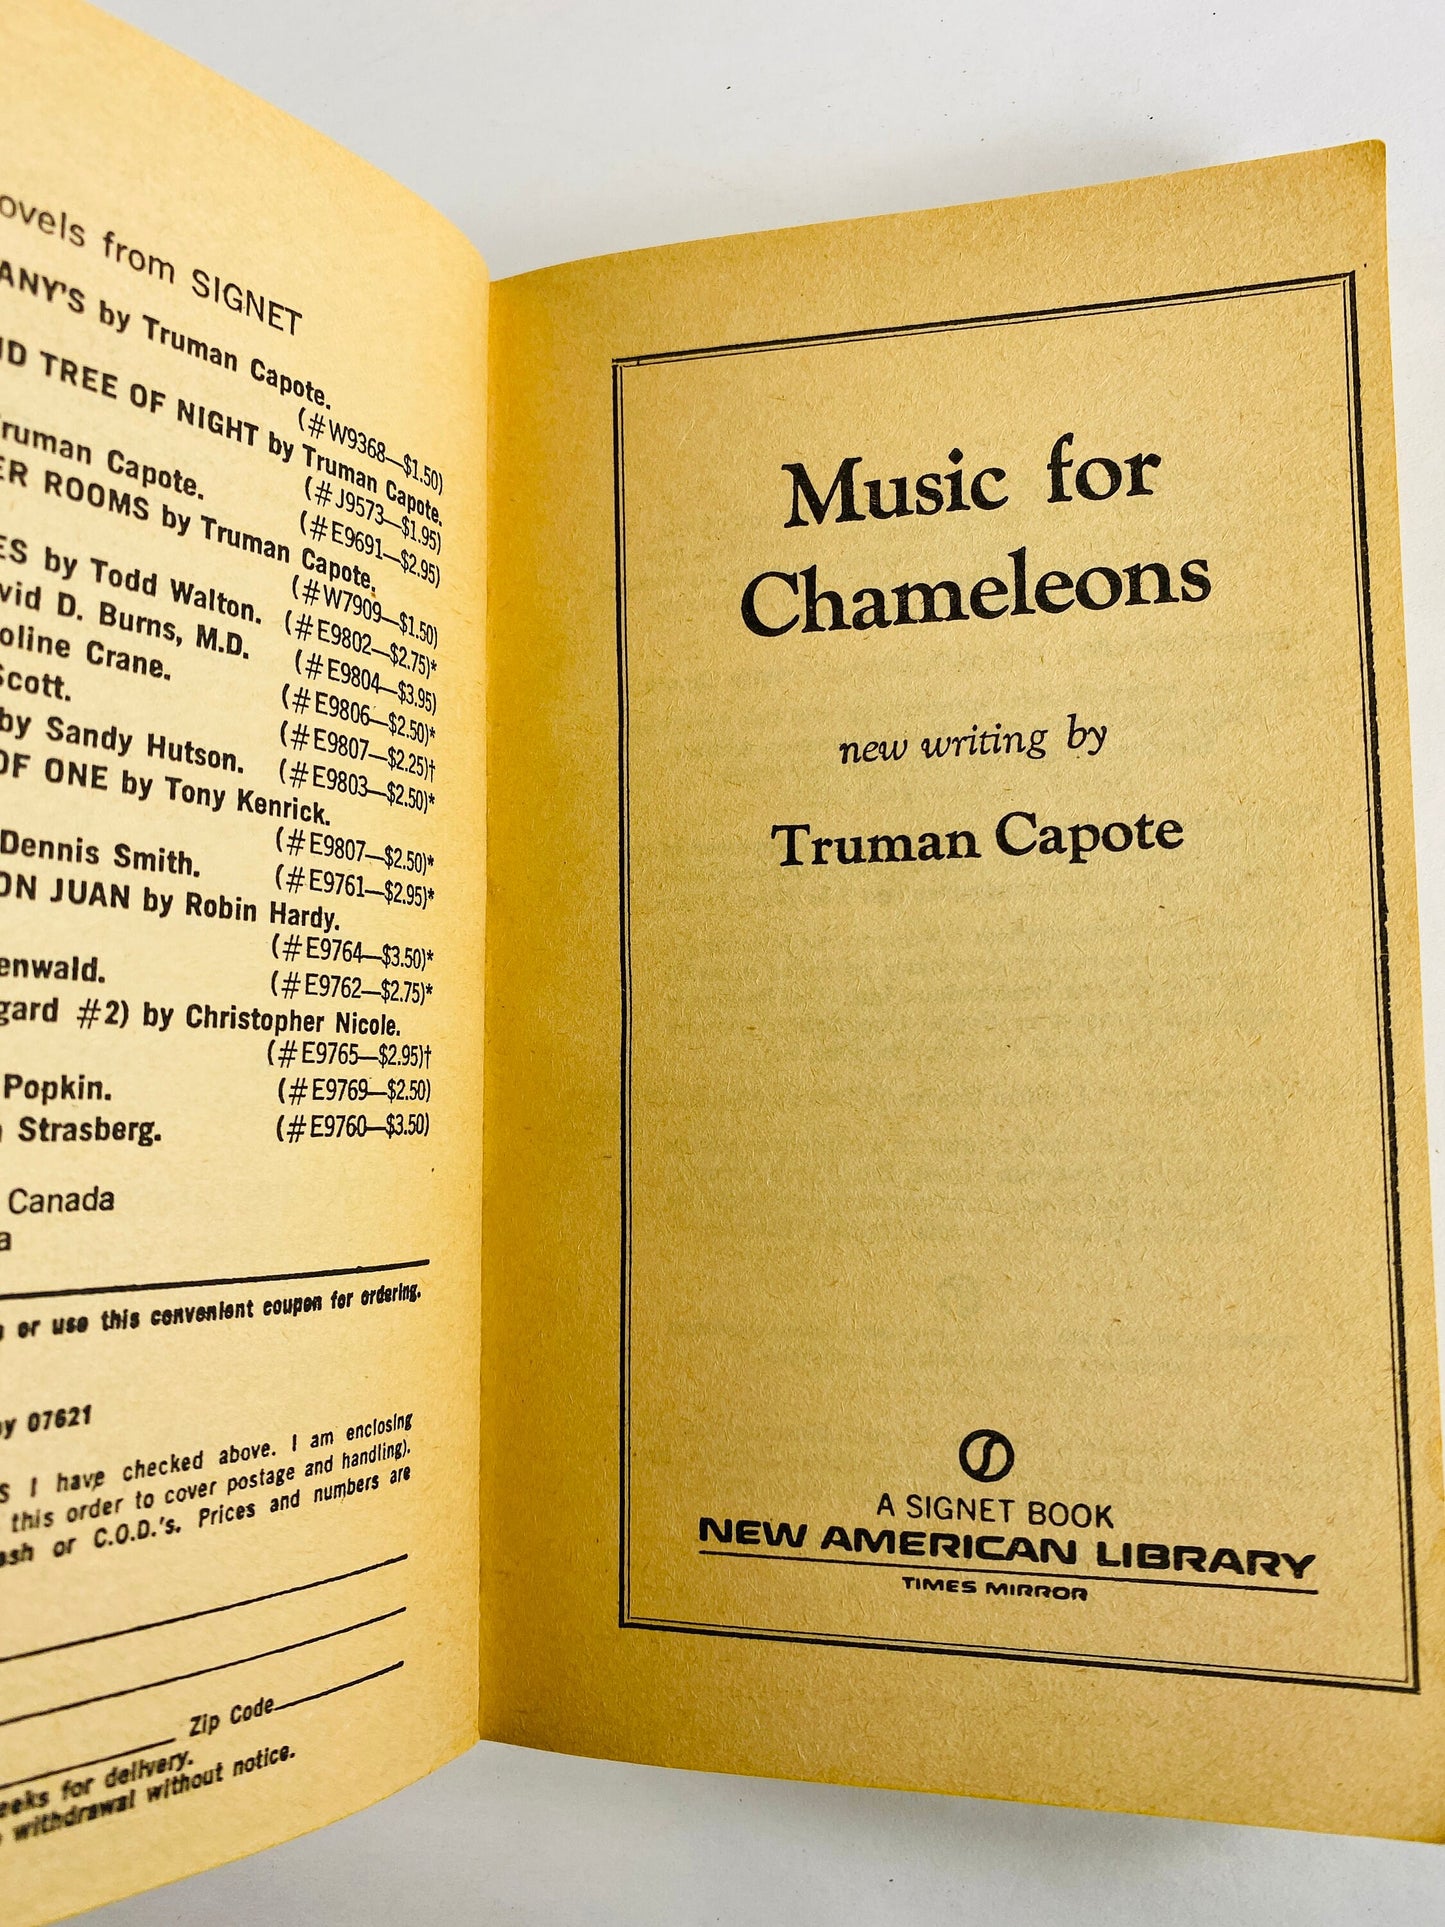 ovels from SIGNET
ANY'S by Truman Capote.
(#W9368—$1.50)
ND TREE OF NIGHT by Truman Capote.
(#J9573—$1.95)
Truman Capote.
(#E9691—$2.95)
ER ROOMS by Truman Capote.
(#W7909—$1.50)
ES by Todd Walton.
(#E9802—$2.75)*
vid D. Burns, M.D.
(#E9804—$3.95)
oline Crane.
(#E9806—$2.50)*
Scott.
(#E9807—$2.25)†
by Sandy Hutson.
(#E9803—$2.50)*
OF ONE by Tony Kenrick.
(#E9807—$2.50)*
Dennis Smith.
(#E9761—$2.95)*
ON JUAN by Robin Hardy.
(#E9764—$3.50)*
enwald.
(#E9762—$2.75)*
gard #2) by Christopher Nicole.
(#E9765—$2.95)†
Popkin.
(#E9769—$2.50)
Strasberg.
(#E9760—$3.50)
Canada
a
or use this convenient coupon for ordering.
ey 07621
S I have checked above. I am enclosing
this order to cover postage and handling).
ash or C.O.D.'s. Prices and numbers are
Zip Code
eeks for delivery.
withdrawal without notice.
Music for
Chameleons
new writing by
Truman Capote
A SIGNET BOOK
NEW AMERICAN LIBRARY
TIMES MIRROR